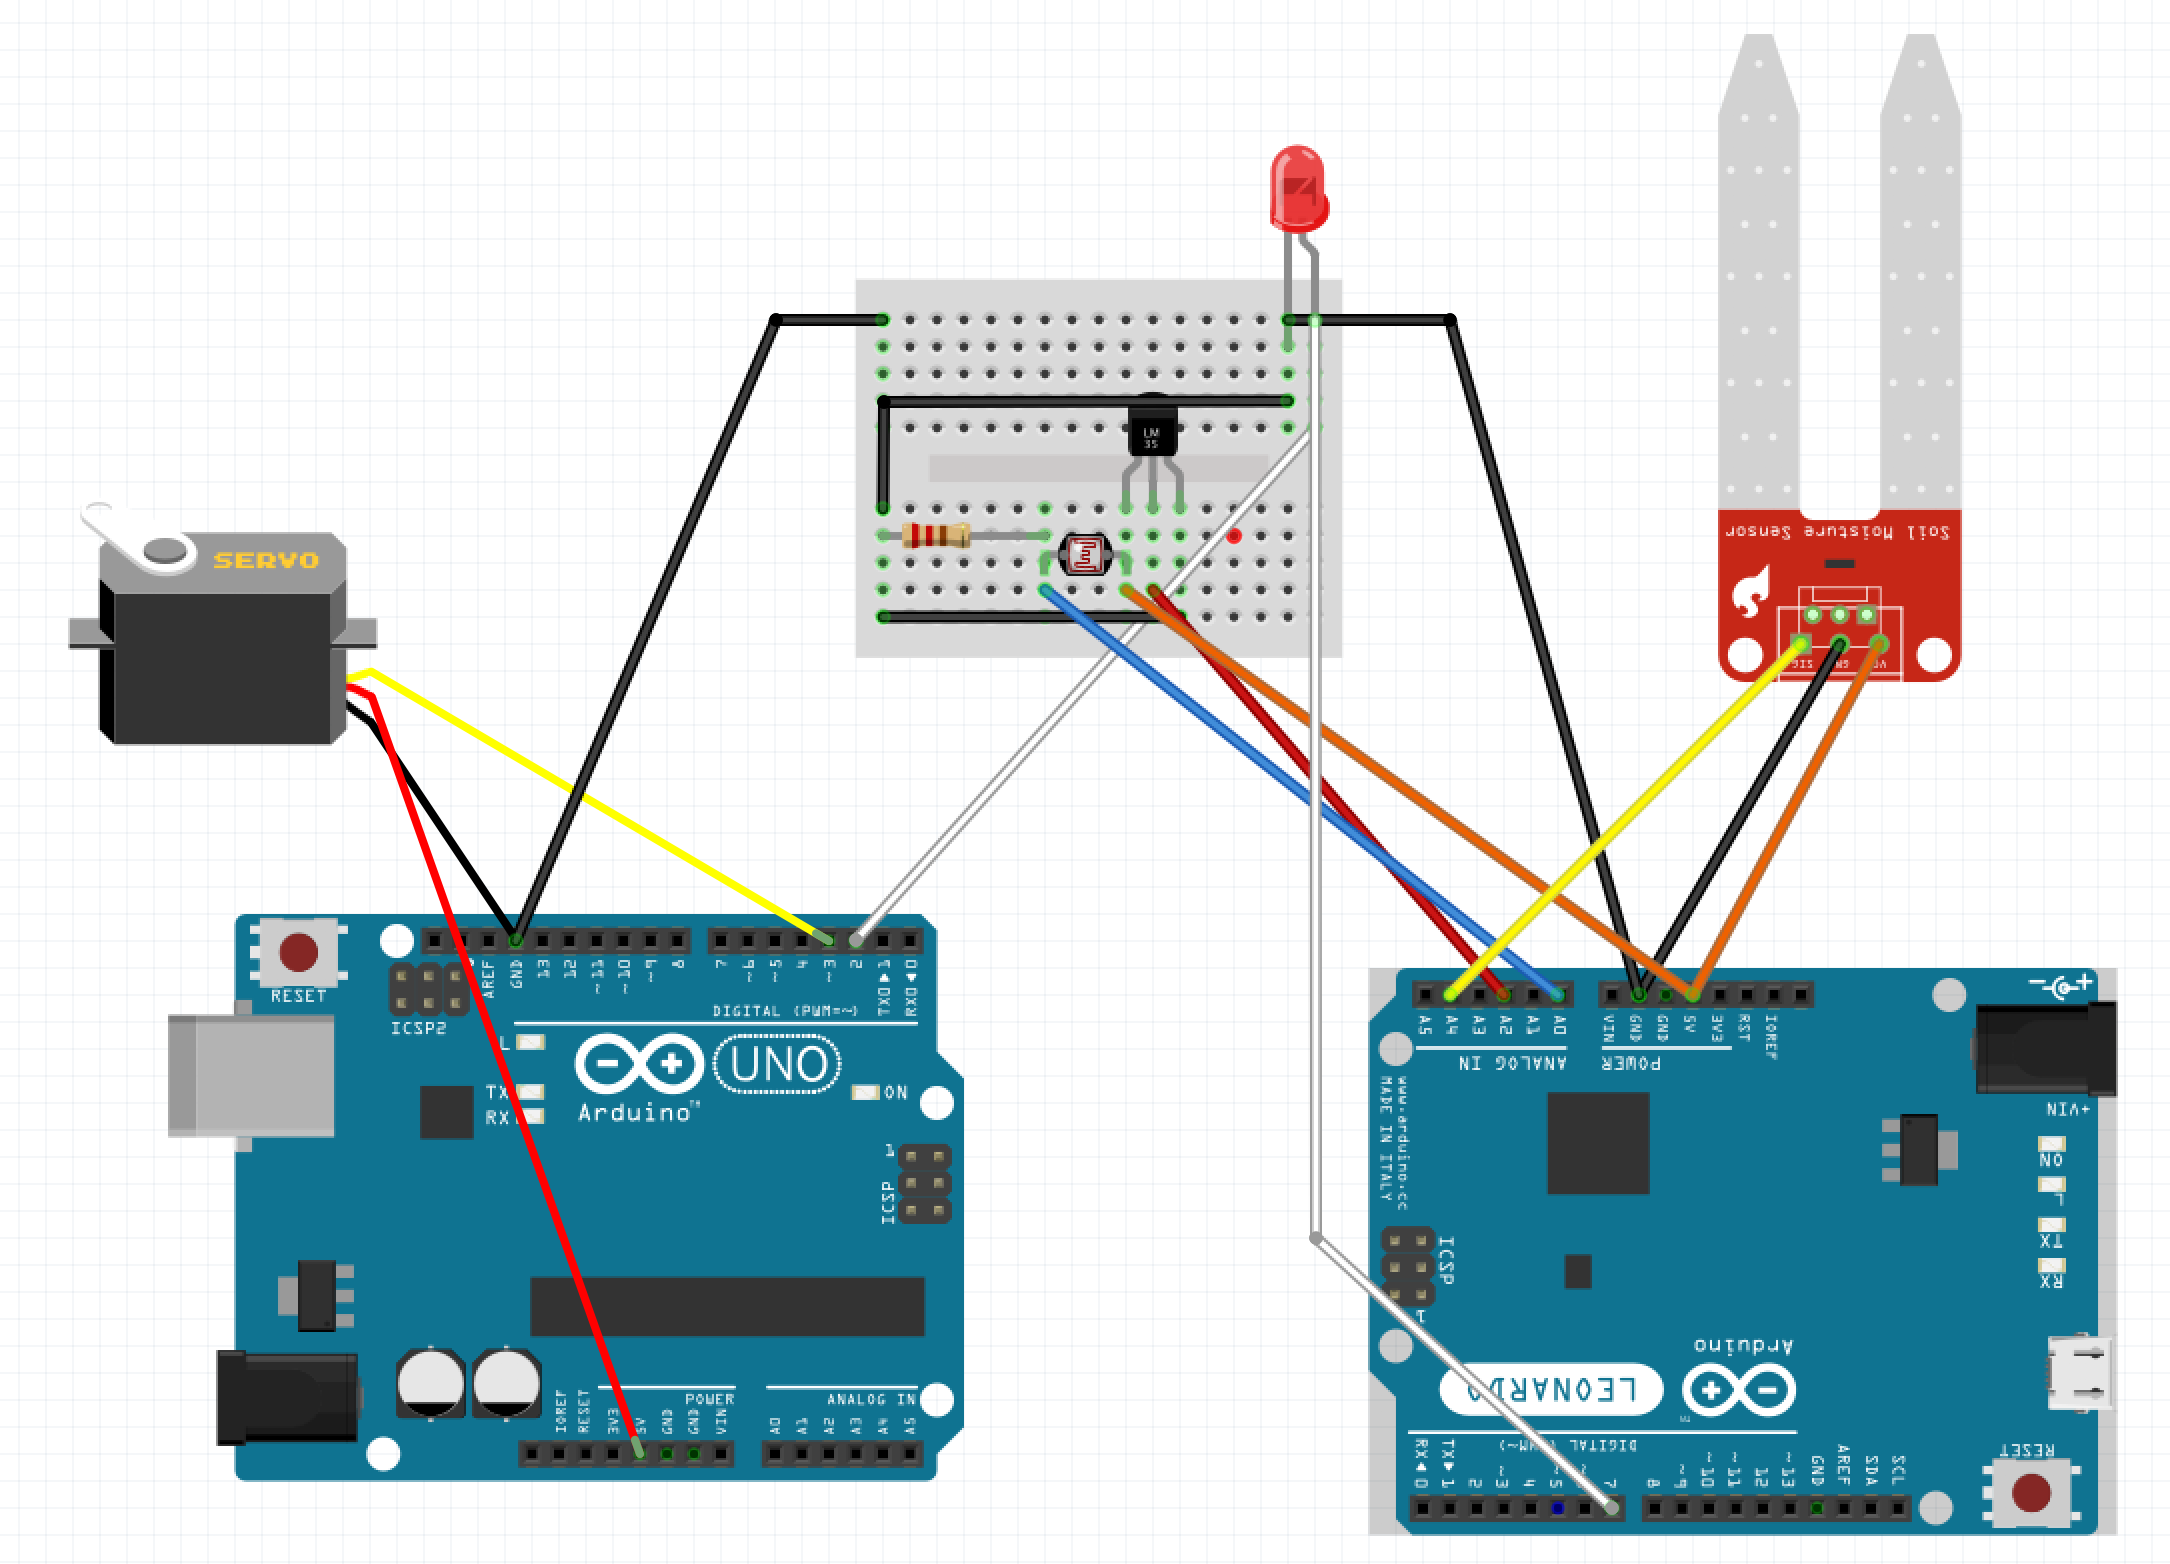 LM
35
SERVO
Soil Moisture Sensor
SIG
VC
RESET
ICSP2
AREF
GND
13
12
~11
~10
~9
8
7
~6
~5
4
~3
2
TX0▶1
RX0◀0
DIGITAL (PWM=~)
L
TX
RX
Arduino™
UNO
ON
1
ICSP
IOREF
RESET
3V3
5V
GND
GND
VIN
POWER
A0
A1
A2
A3
A4
A5
ANALOG IN
A5
A4
A3
A2
A1
A0
ANALOG IN
VIN
GND
GND
5V
3V3
RST
IOREF
POWER
- +
+VIN
www.arduino.cc
MADE IN ITALY
ON
L
TX
RX
ICSP
1
Arduino
LEONARDO
DIGITAL (PWM~)
RX◀0
TX▶1
2
~3
4
~5
7
8
~9
~10
~11
12
~13
GND
AREF
SDA
SCL
RESET